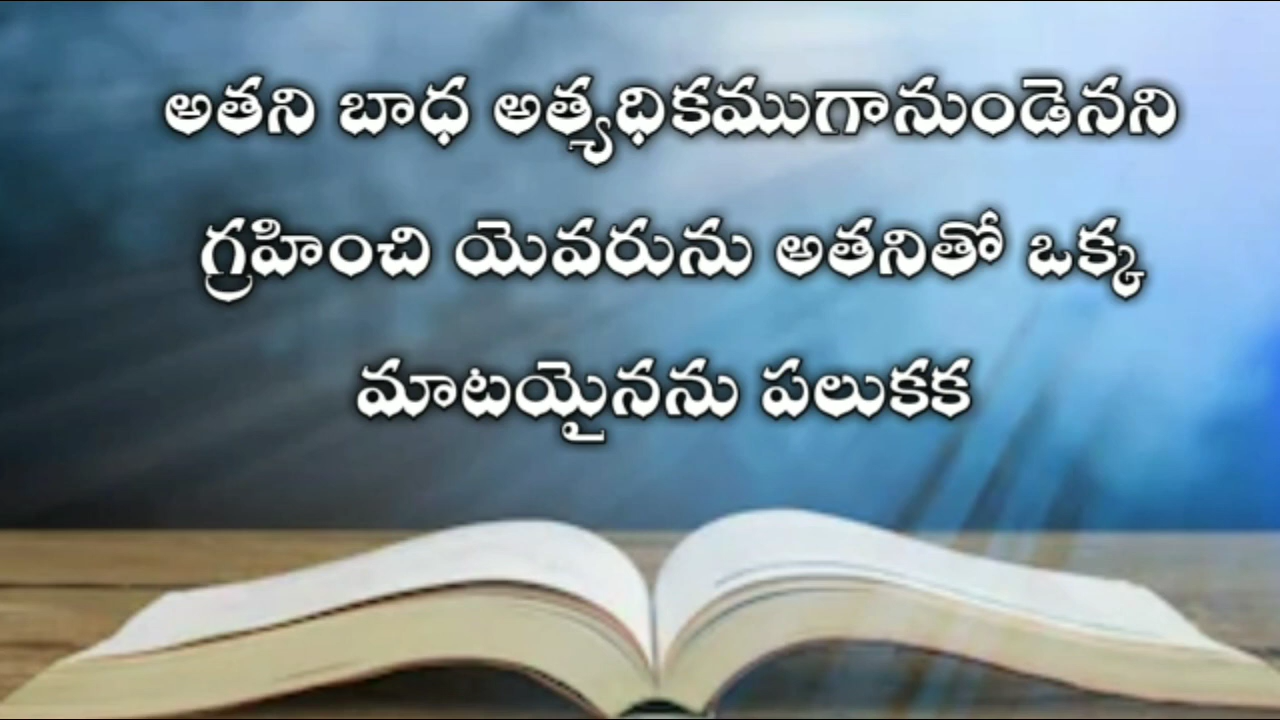 అతని బాధ అత్యధికముగానుండెనని
గ్రహించి యెవరును అతనితో ఒక్క
మాటయైనను పలుకక